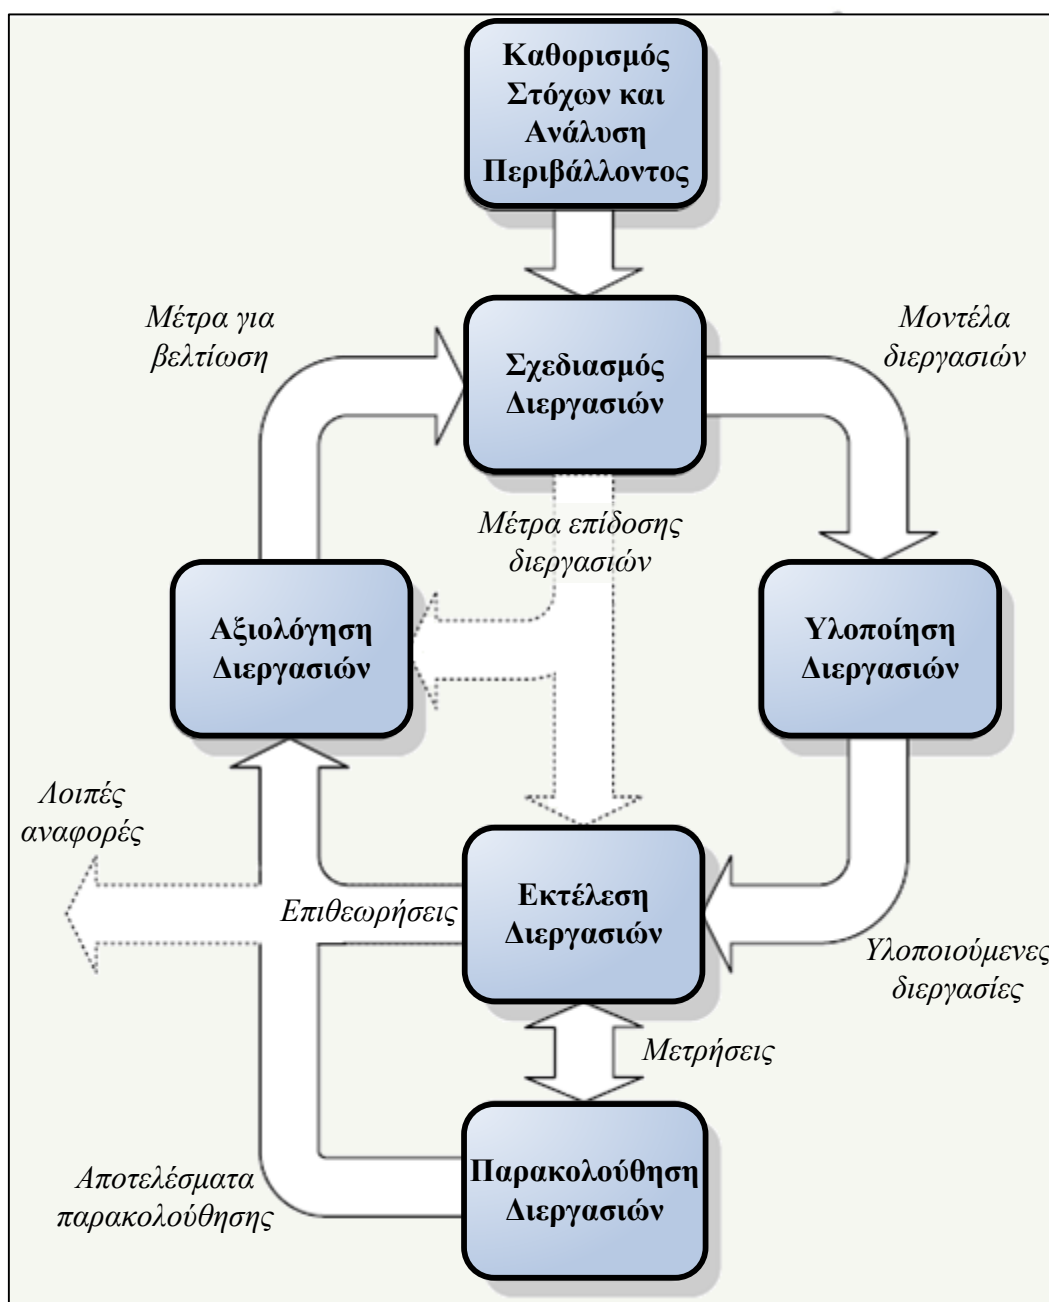 Καθορισμός
Στόχων και
Ανάλυση
Περιβάλλοντος
Μέτρα για
βελτίωση
Σχεδιασμός
Διεργασιών
Μοντέλα
διεργασιών
Μέτρα επίδοσης
διεργασιών
Αξιολόγηση
Διεργασιών
Υλοποίηση
Διεργασιών
Λοιπές
αναφορές
Επιθεωρήσεις
Εκτέλεση
Διεργασιών
Υλοποιούμενες
διεργασίες
Μετρήσεις
Αποτελέσματα
παρακολούθησης
Παρακολούθηση
Διεργασιών